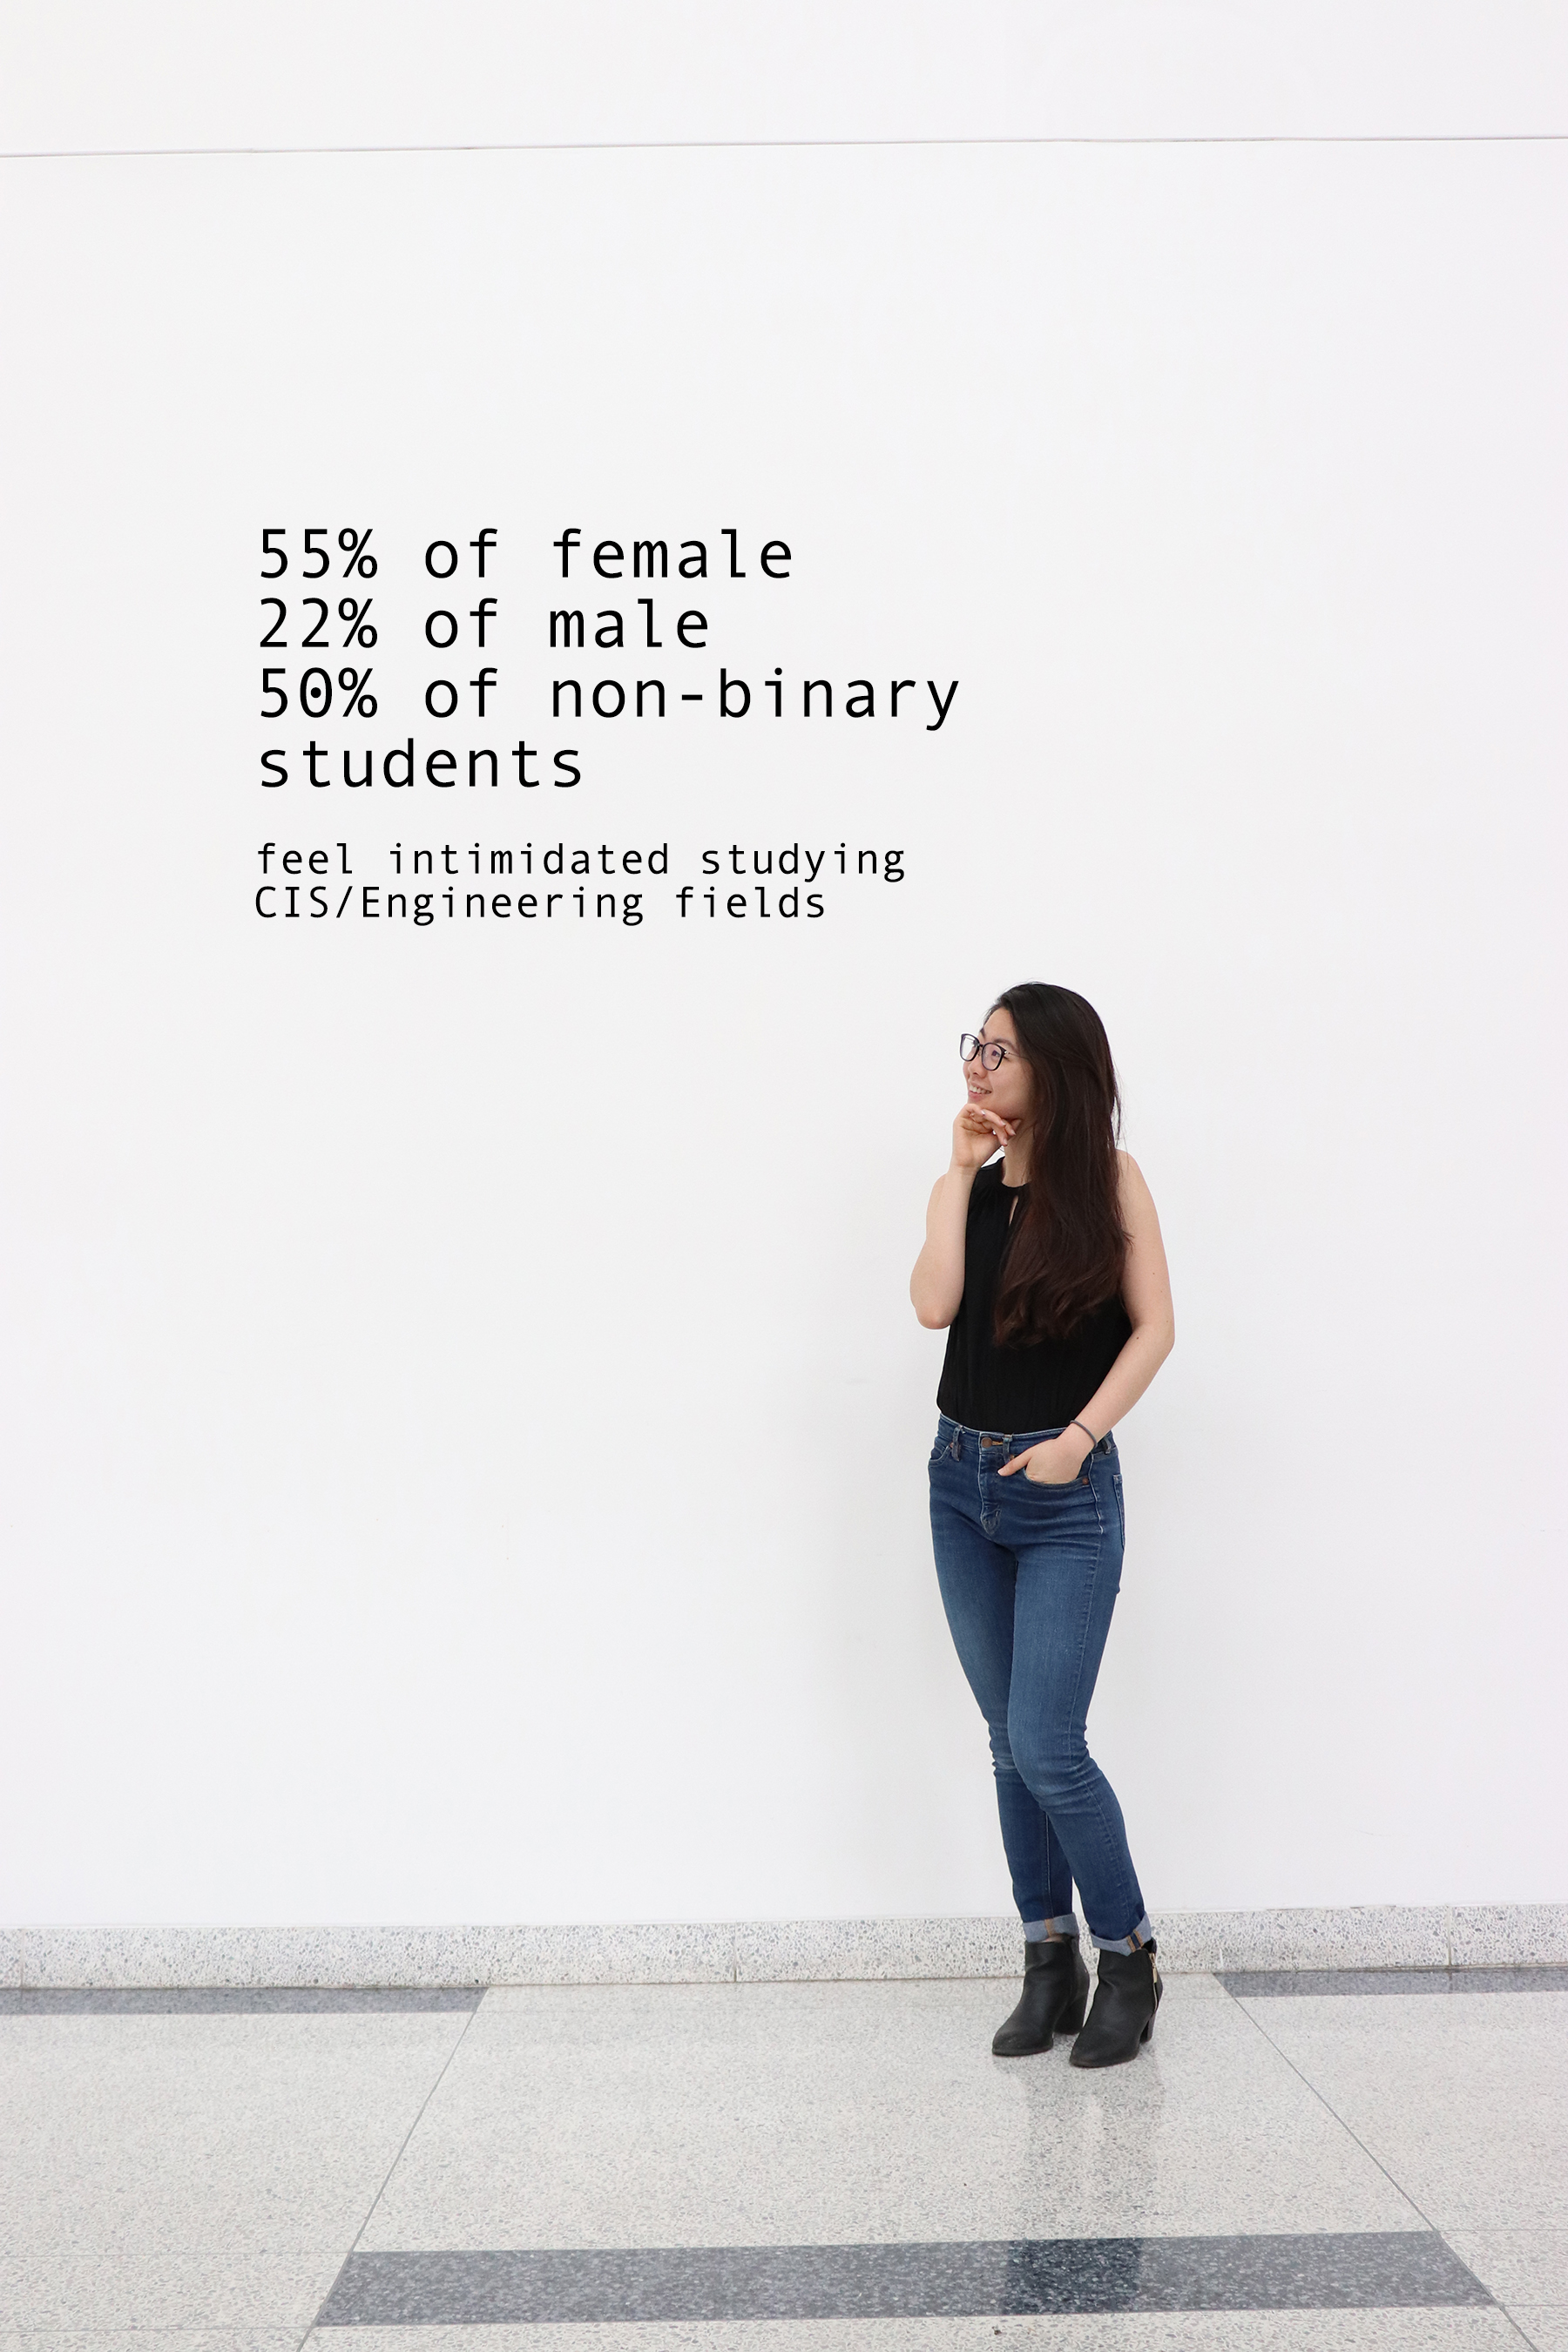 55% of female
22% of male
50% of non-binary
students
feel intimidated studying
CIS/Engineering fields